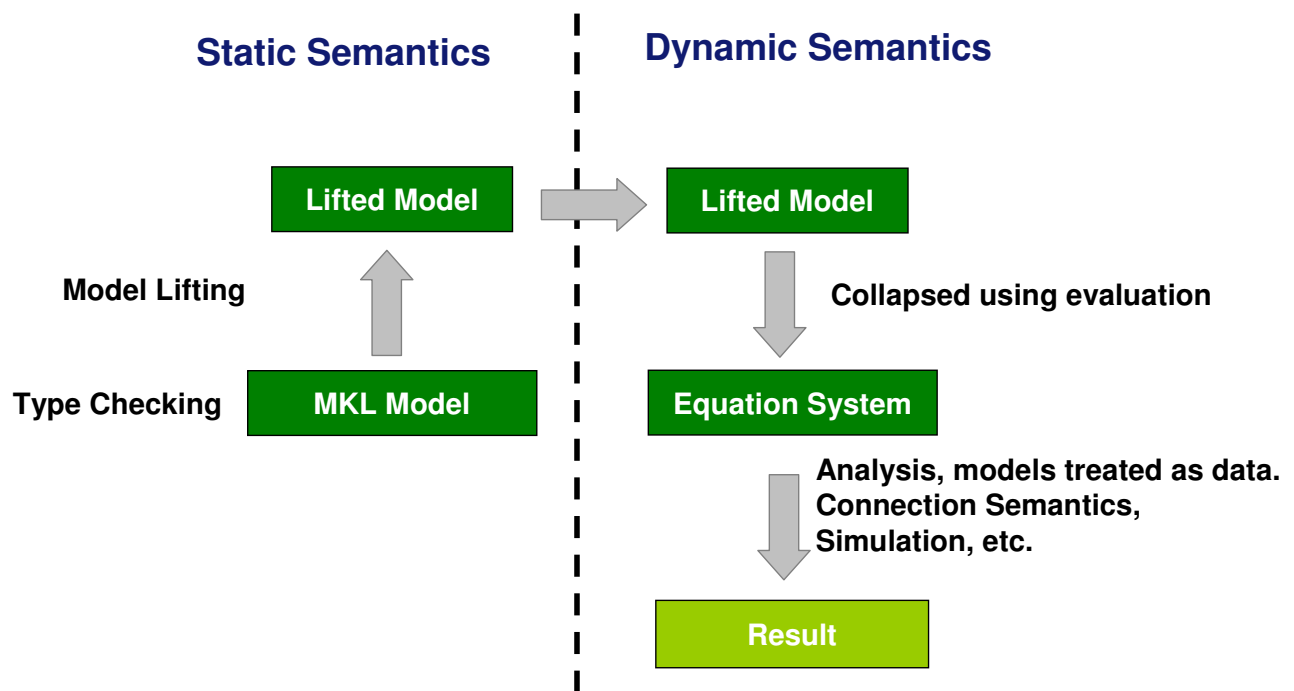 Static Semantics
Dynamic Semantics
Lifted Model
Lifted Model
Model Lifting
Collapsed using evaluation
Type Checking
MKL Model
Equation System
Analysis, models treated as data.
Connection Semantics,
Simulation, etc.
Result